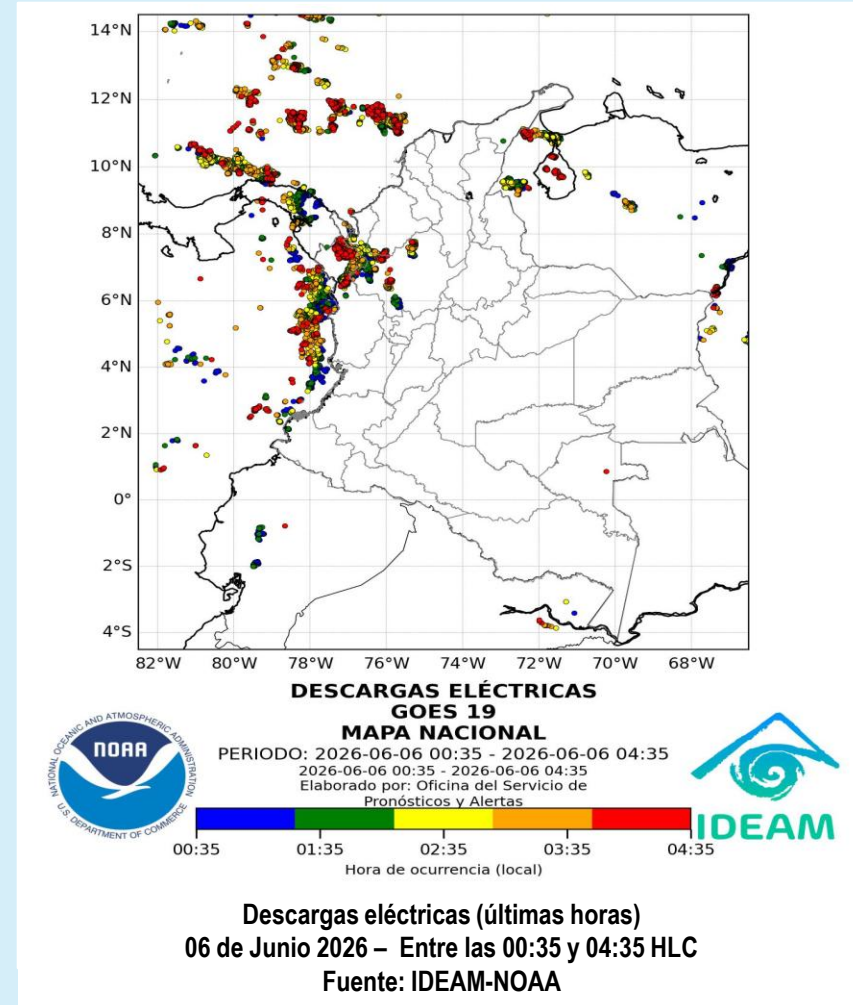 14°N
12°N
10°N
8°N
6°N
4°N
2°N
0°
2°S
4°S
82°W 80°W 78°W 76°W 74°W 72°W 70°W 68°W
DESCARGAS ELÉCTRICAS
GOES 19
MAPA NACIONAL
PERIODO: 2026-06-06 00:35 - 2026-06-06 04:35
2026-06-06 00:35 - 2026-06-06 04:35
Elaborado por: Oficina del Servicio de
Pronósticos y Alertas
NATIONAL OCEANIC AND ATMOSPHERIC ADMINISTRATION
NOAA
U.S. DEPARTMENT OF COMMERCE
IDEAM
00:35 01:35 02:35 03:35 04:35
Hora de ocurrencia (local)
Descargas eléctricas (últimas horas)
06 de Junio 2026 – Entre las 00:35 y 04:35 HLC
Fuente: IDEAM-NOAA